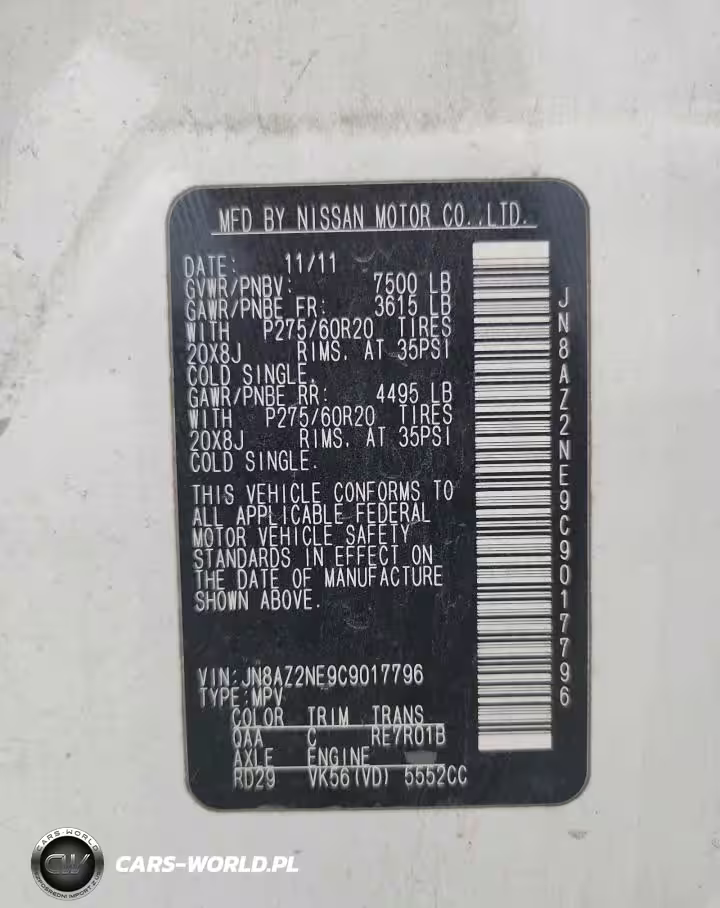 MFD BY NISSAN MOTOR CO.,LTD.
DATE: 11/11
GVWR/PNBV: 7500 LB
GAWR/PNBE FR: 3615 LB
WITH P275/60R20 TIRES
20X8J RIMS. AT 35PSI
COLD SINGLE.
GAWR/PNBE RR: 4495 LB
WITH P275/60R20 TIRES
20X8J RIMS. AT 35PSI
COLD SINGLE.
THIS VEHICLE CONFORMS TO
ALL APPLICABLE FEDERAL
MOTOR VEHICLE SAFETY
STANDARDS IN EFFECT ON
THE DATE OF MANUFACTURE
SHOWN ABOVE.
VIN:JN8AZ2NE9C9017796
TYPE:MPV
COLOR TRIM TRANS
QAA C RE7R01B
AXLE ENGINE
RD29 VK56(VD) 5552CC
JN8AZ2NE9C9017796
CARS-WORLD
CW
CARS-WORLD.PL